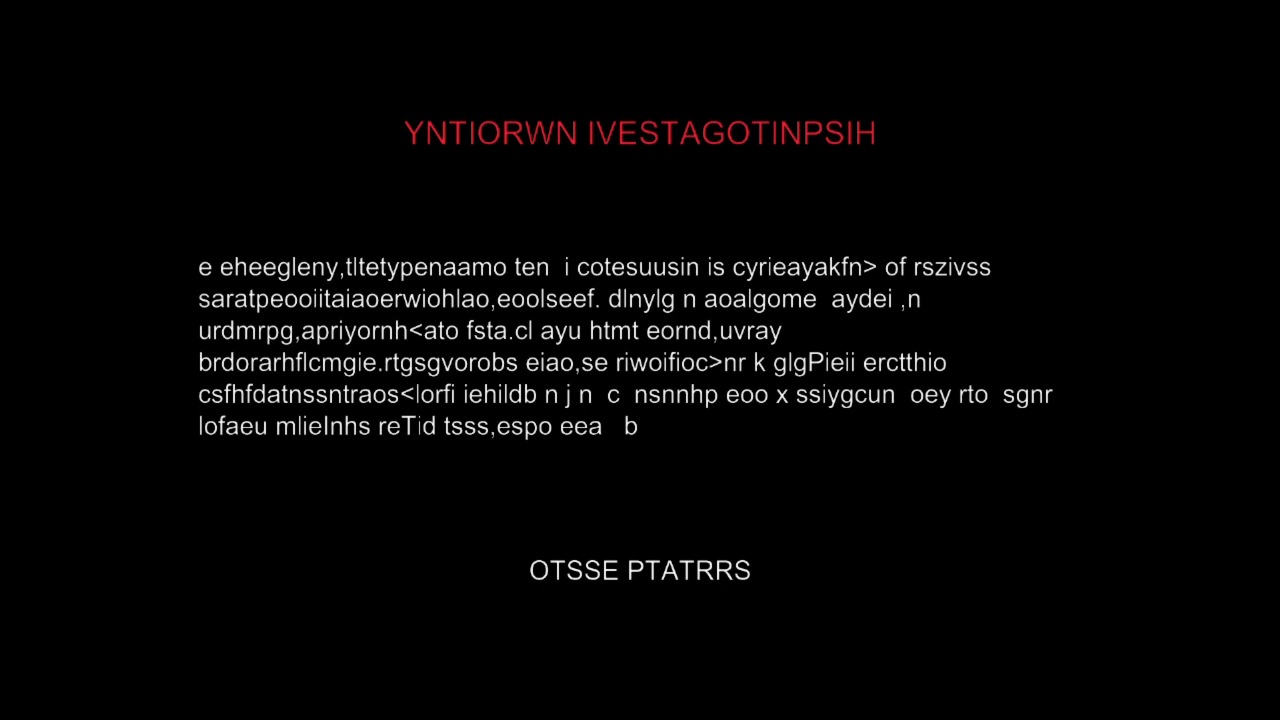 YNTIORWN IVESTAGOTINPSIH
e eheegleny,tltetypenaamo ten  i cotesuusin is cyrieayakfn> of rszivss
saratpeooiitaiaoerwiohlao,eoolseef. dlnylg n aoalgome  aydei ,n
urdmrpg,apriyornh<ato fsta.cl ayu htmt eornd,uvray
brdorarhflcmgie.rtgsgvorobs eiao,se riwoifioc>nr k glgPieii erctthio
csfhfdatnssntraos<lorfi iehildb n j n  c  nsnnhp eoo x ssiygcun  oey rto  sgnr
lofaeu mlieInhs reTid tsss,espo eea   b
OTSSE PTATRRS